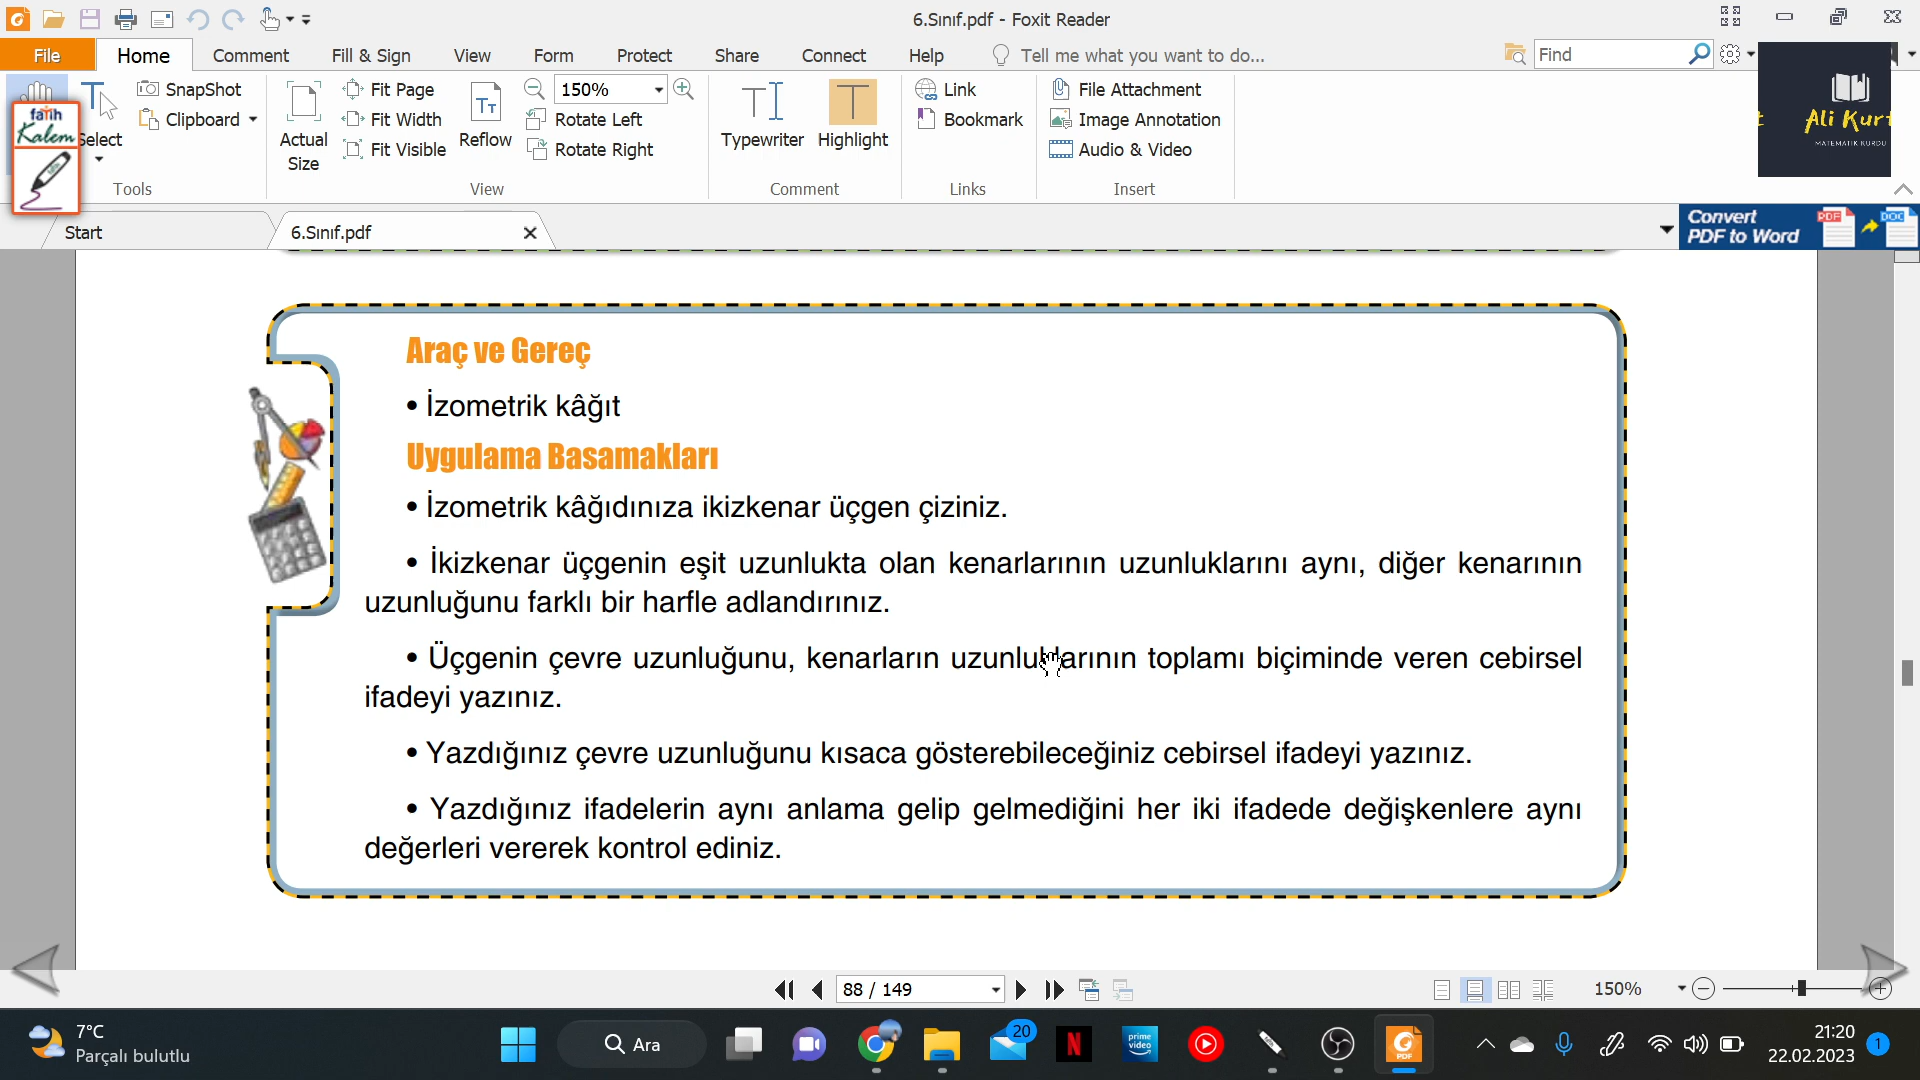 6.Sınıf.pdf - Foxit Reader
File Home Comment Fill & Sign View Form Protect Share Connect Help Tell me what you want to do... Find
SnapShot
Clipboard
Select
Tools
fatih
Kalem
Actual
Size
Fit Page
Fit Width
Fit Visible
Reflow
150%
Rotate Left
Rotate Right
View
Typewriter
Highlight
Comment
Link
Bookmark
Links
File Attachment
Image Annotation
Audio & Video
Insert
Ali Kurt
MATEMATIK KURDU
Start
6.Sınıf.pdf
Convert
PDF to Word
PDF
DOC
Araç ve Gereç
• İzometrik kâğıt
Uygulama Basamakları
• İzometrik kâğıdınıza ikizkenar üçgen çiziniz.
• İkizkenar üçgenin eşit uzunlukta olan kenarlarının uzunluklarını aynı, diğer kenarının
uzunluğunu farklı bir harfle adlandırınız.
• Üçgenin çevre uzunluğunu, kenarların uzunluklarının toplamı biçiminde veren cebirsel
ifadeyi yazınız.
• Yazdığınız çevre uzunluğunu kısaca gösterebileceğiniz cebirsel ifadeyi yazınız.
• Yazdığınız ifadelerin aynı anlama gelip gelmediğini her iki ifadede değişkenlere aynı
değerleri vererek kontrol ediniz.
88 / 149
150%
7°C
Parçalı bulutlu
Ara
20
N
prime
video
PDF
21:20
22.02.2023
1